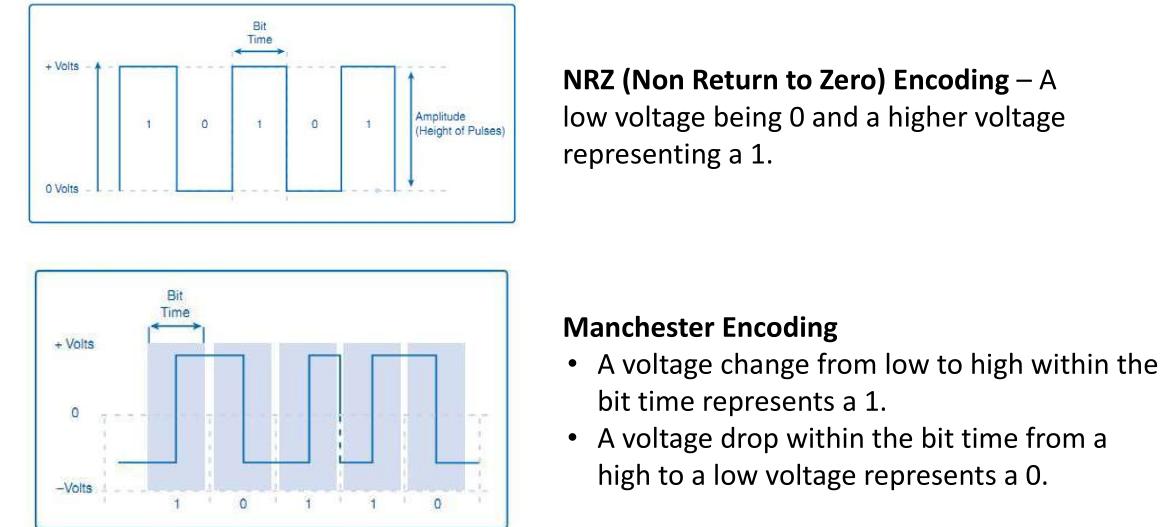 Bit
Time
+ Volts
1 0 1 0 1
Amplitude
(Height of Pulses)
0 Volts
NRZ (Non Return to Zero) Encoding – A
low voltage being 0 and a higher voltage
representing a 1.
Bit
Time
+ Volts
0
–Volts
1 0 1 1 0
Manchester Encoding
• A voltage change from low to high within the
bit time represents a 1.
• A voltage drop within the bit time from a
high to a low voltage represents a 0.